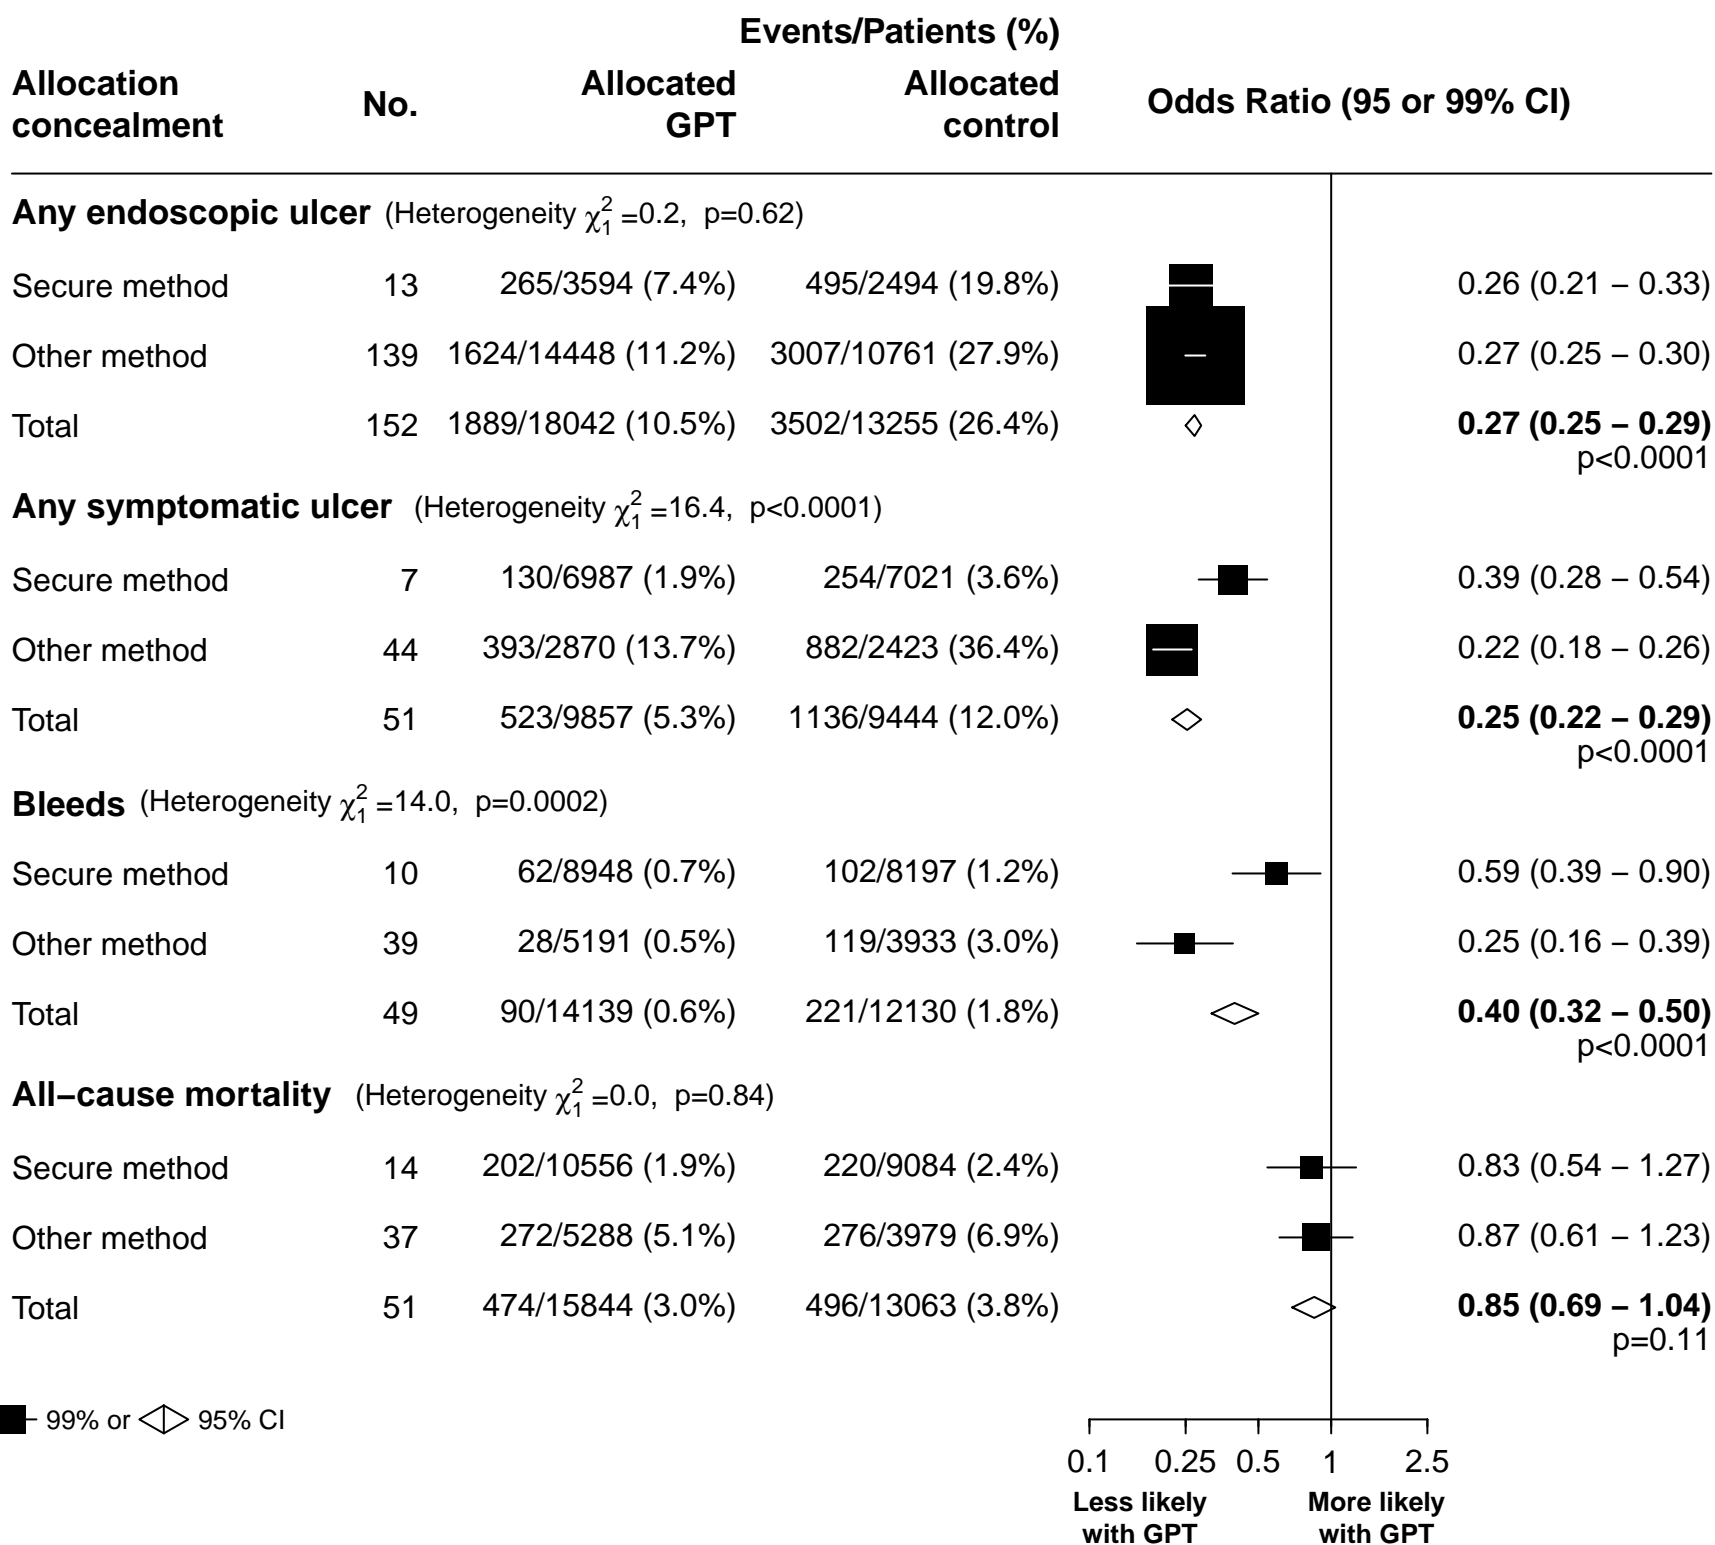 Events/Patients (%)
Allocation concealment No. Allocated GPT Allocated control Odds Ratio (95 or 99% CI)
Any endoscopic ulcer (Heterogeneity χ²₁ =0.2, p=0.62)
Secure method 13 265/3594 (7.4%) 495/2494 (19.8%) 0.26 (0.21 − 0.33)
Other method 139 1624/14448 (11.2%) 3007/10761 (27.9%) 0.27 (0.25 − 0.30)
Total 152 1889/18042 (10.5%) 3502/13255 (26.4%) 0.27 (0.25 − 0.29)
p<0.0001
Any symptomatic ulcer (Heterogeneity χ²₁ =16.4, p<0.0001)
Secure method 7 130/6987 (1.9%) 254/7021 (3.6%) 0.39 (0.28 − 0.54)
Other method 44 393/2870 (13.7%) 882/2423 (36.4%) 0.22 (0.18 − 0.26)
Total 51 523/9857 (5.3%) 1136/9444 (12.0%) 0.25 (0.22 − 0.29)
p<0.0001
Bleeds (Heterogeneity χ²₁ =14.0, p=0.0002)
Secure method 10 62/8948 (0.7%) 102/8197 (1.2%) 0.59 (0.39 − 0.90)
Other method 39 28/5191 (0.5%) 119/3933 (3.0%) 0.25 (0.16 − 0.39)
Total 49 90/14139 (0.6%) 221/12130 (1.8%) 0.40 (0.32 − 0.50)
p<0.0001
All−cause mortality (Heterogeneity χ²₁ =0.0, p=0.84)
Secure method 14 202/10556 (1.9%) 220/9084 (2.4%) 0.83 (0.54 − 1.27)
Other method 37 272/5288 (5.1%) 276/3979 (6.9%) 0.87 (0.61 − 1.23)
Total 51 474/15844 (3.0%) 496/13063 (3.8%) 0.85 (0.69 − 1.04)
p=0.11
99% or 95% CI
0.1 0.25 0.5 1 2.5
Less likely with GPT More likely with GPT